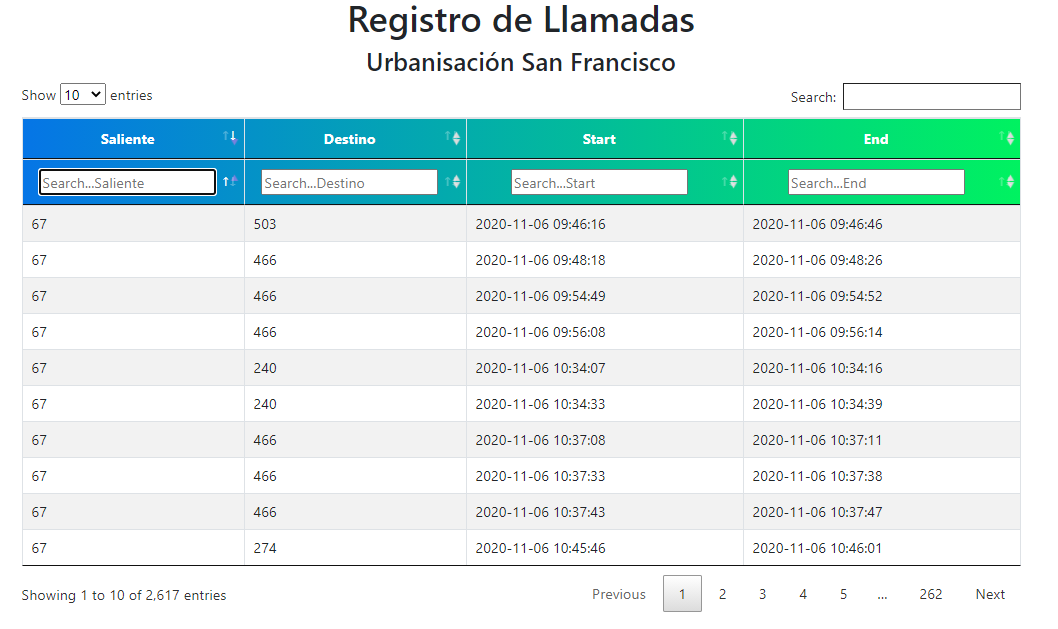 Registro de Llamadas
Urbanisación San Francisco
Show 10 entries Search:
Saliente Destino Start End
Search...Saliente Search...Destino Search...Start Search...End
67 503 2020-11-06 09:46:16 2020-11-06 09:46:46
67 466 2020-11-06 09:48:18 2020-11-06 09:48:26
67 466 2020-11-06 09:54:49 2020-11-06 09:54:52
67 466 2020-11-06 09:56:08 2020-11-06 09:56:14
67 240 2020-11-06 10:34:07 2020-11-06 10:34:16
67 240 2020-11-06 10:34:33 2020-11-06 10:34:39
67 466 2020-11-06 10:37:08 2020-11-06 10:37:11
67 466 2020-11-06 10:37:33 2020-11-06 10:37:38
67 466 2020-11-06 10:37:43 2020-11-06 10:37:47
67 274 2020-11-06 10:45:46 2020-11-06 10:46:01
Showing 1 to 10 of 2,617 entries Previous 1 2 3 4 5 ... 262 Next